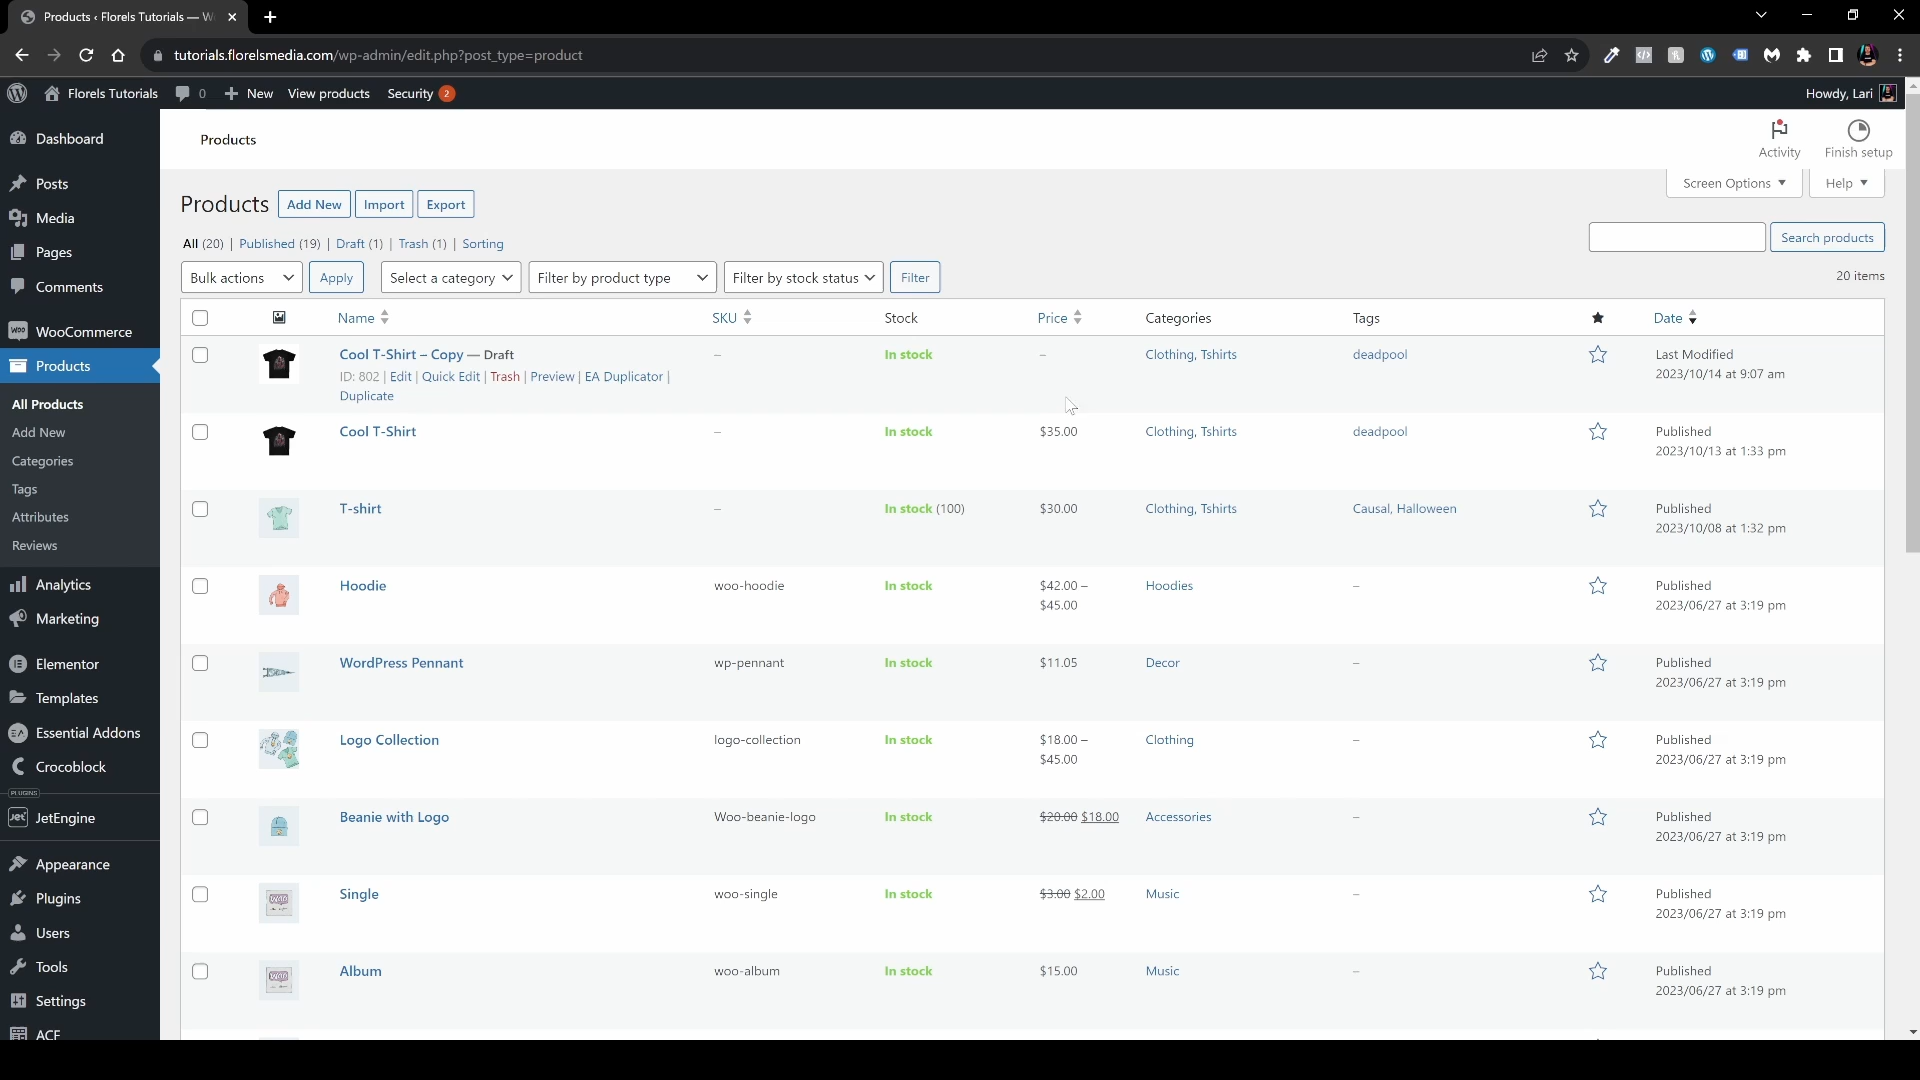 Products ‹ Florels Tutorials — W
tutorials.florelsmedia.com/wp-admin/edit.php?post_type=product
Florels Tutorials 0 New View products Security 2 Howdy, Lari
Dashboard
Posts
Media
Pages
Comments
WooCommerce
Products
All Products
Add New
Categories
Tags
Attributes
Reviews
Analytics
Marketing
Elementor
Templates
Essential Addons
Crocoblock
PLUGINS
JetEngine
Appearance
Plugins
Users
Tools
Settings
ACF
Products
Activity Finish setup
Screen Options Help
Products Add New Import Export
All (20) | Published (19) | Draft (1) | Trash (1) | Sorting
Search products
Bulk actions Apply Select a category Filter by product type Filter by stock status Filter
20 items
Name SKU Stock Price Categories Tags Date
Cool T-Shirt – Copy — Draft – In stock – Clothing, Tshirts deadpool Last Modified
2023/10/14 at 9:07 am
ID: 802 | Edit | Quick Edit | Trash | Preview | EA Duplicator |
Duplicate
Cool T-Shirt – In stock $35.00 Clothing, Tshirts deadpool Published
2023/10/13 at 1:33 pm
T-shirt – In stock (100) $30.00 Clothing, Tshirts Causal, Halloween Published
2023/10/08 at 1:32 pm
Hoodie woo-hoodie In stock $42.00 – Hoodies – Published
$45.00 2023/06/27 at 3:19 pm
WordPress Pennant wp-pennant In stock $11.05 Decor – Published
2023/06/27 at 3:19 pm
Logo Collection logo-collection In stock $18.00 – Clothing – Published
$45.00 2023/06/27 at 3:19 pm
Beanie with Logo Woo-beanie-logo In stock $20.00 $18.00 Accessories – Published
2023/06/27 at 3:19 pm
Single woo-single In stock $3.00 $2.00 Music – Published
2023/06/27 at 3:19 pm
Album woo-album In stock $15.00 Music – Published
2023/06/27 at 3:19 pm